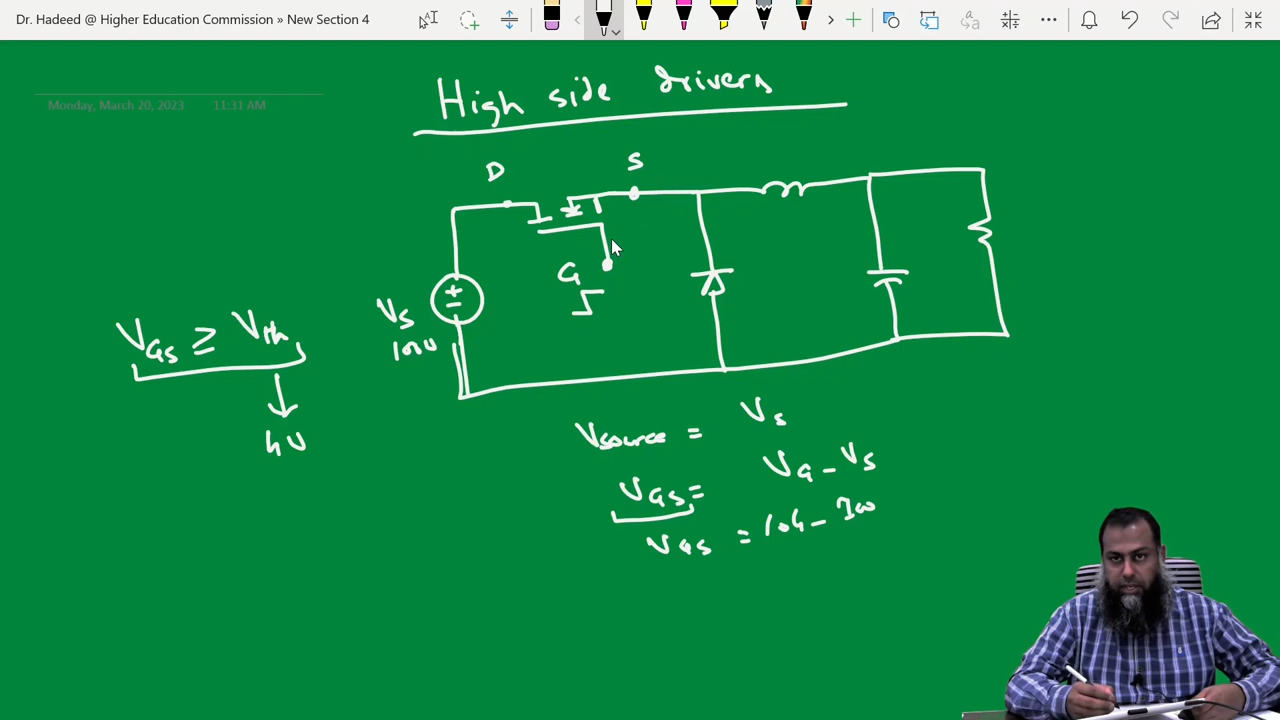 Dr. Hadeed @ Higher Education Commission » New Section 4
High side drivers
Monday, March 20, 2023 11:31 AM
D
S
G
Vs
100V
VGS ≥ Vth
4V
Vsource = Vs
VGS = VG - VS
VGS = 104 - 100